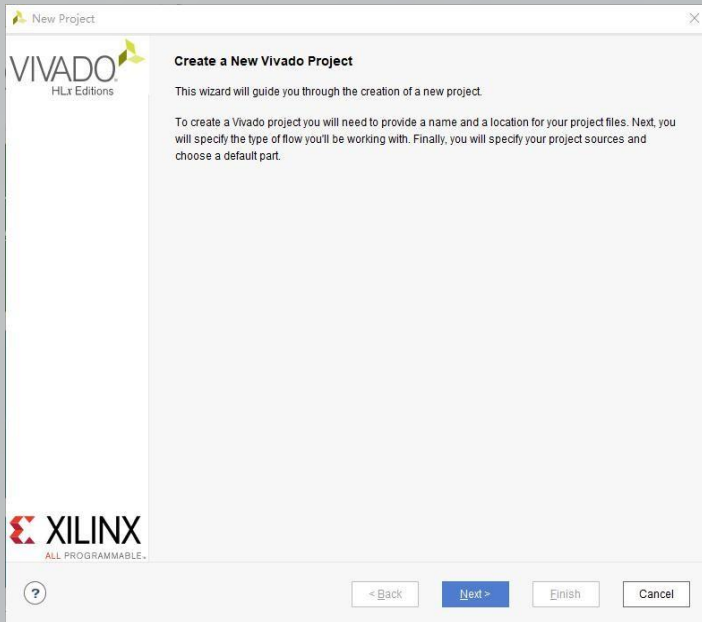 New Project
VIVADO
HLx Editions
Create a New Vivado Project
This wizard will guide you through the creation of a new project.
To create a Vivado project you will need to provide a name and a location for your project files. Next, you
will specify the type of flow you'll be working with. Finally, you will specify your project sources and
choose a default part.
XILINX
ALL PROGRAMMABLE.
?
< Back
Next >
Finish
Cancel